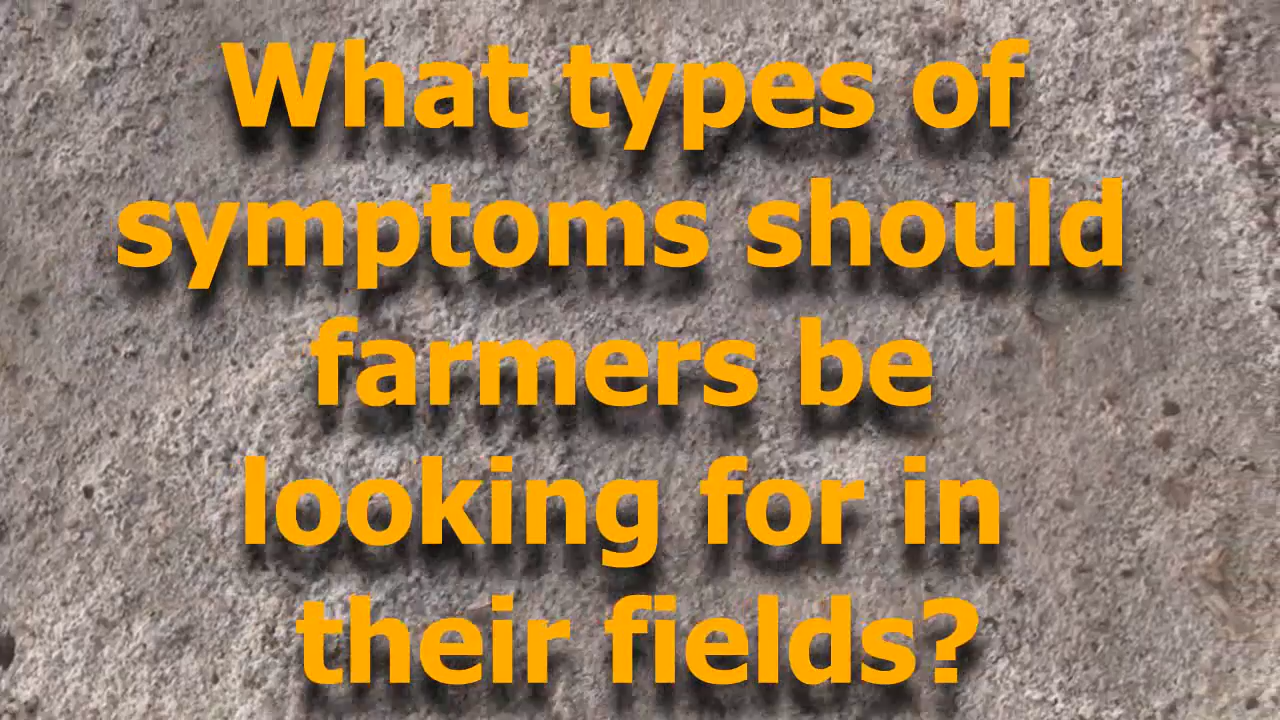 What types of
symptoms should
farmers be
looking for in
their fields?